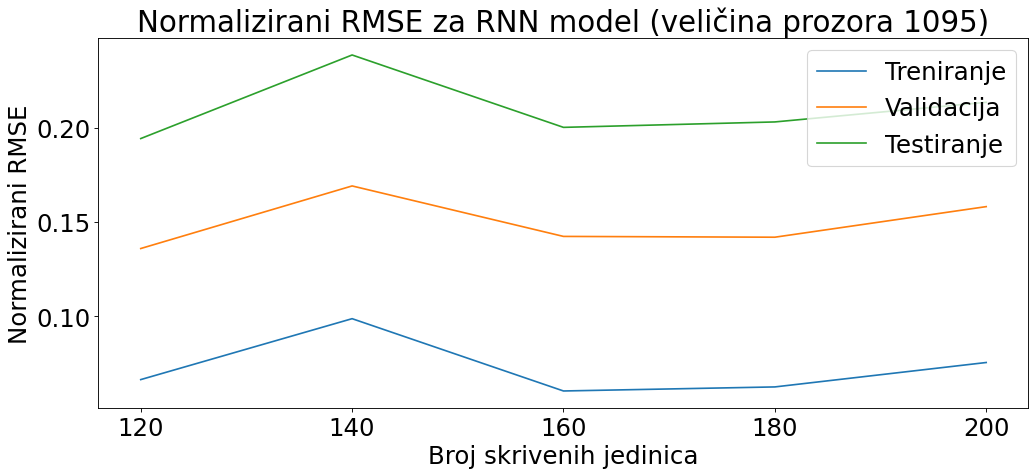 Normalizirani RMSE za RNN model (veličina prozora 1095)
Normalizirani RMSE
0.20
0.15
0.10
Treniranje
Validacija
Testiranje
120 140 160 180 200
Broj skrivenih jedinica